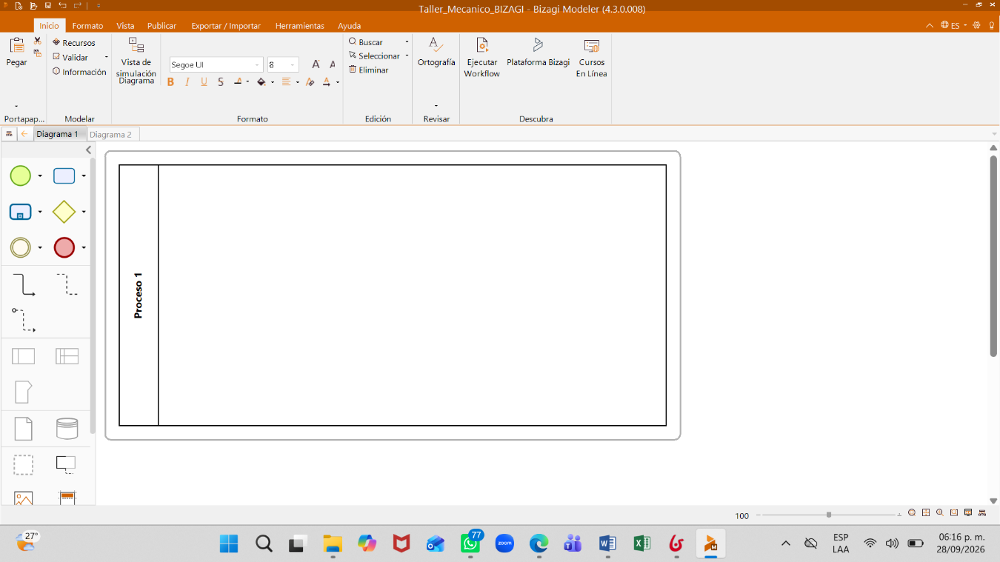 Taller_Mecanico_BIZAGI - Bizagi Modeler (4.3.0.008)
Inicio Formato Vista Publicar Exportar / Importar Herramientas Ayuda ES
Pegar
Recursos
Validar
Información
Vista de
simulación
Diagrama
Segoe UI 8
B I U S
Buscar
Seleccionar
Eliminar
Ortografía
Ejecutar
Workflow
Plataforma Bizagi
Cursos
En Línea
Portapap... Modelar Formato Edición Revisar Descubra
Diagrama 1 Diagrama 2
Proceso 1
100
27°
77
zoom
ESP
LAA
06:16 p. m.
28/09/2026